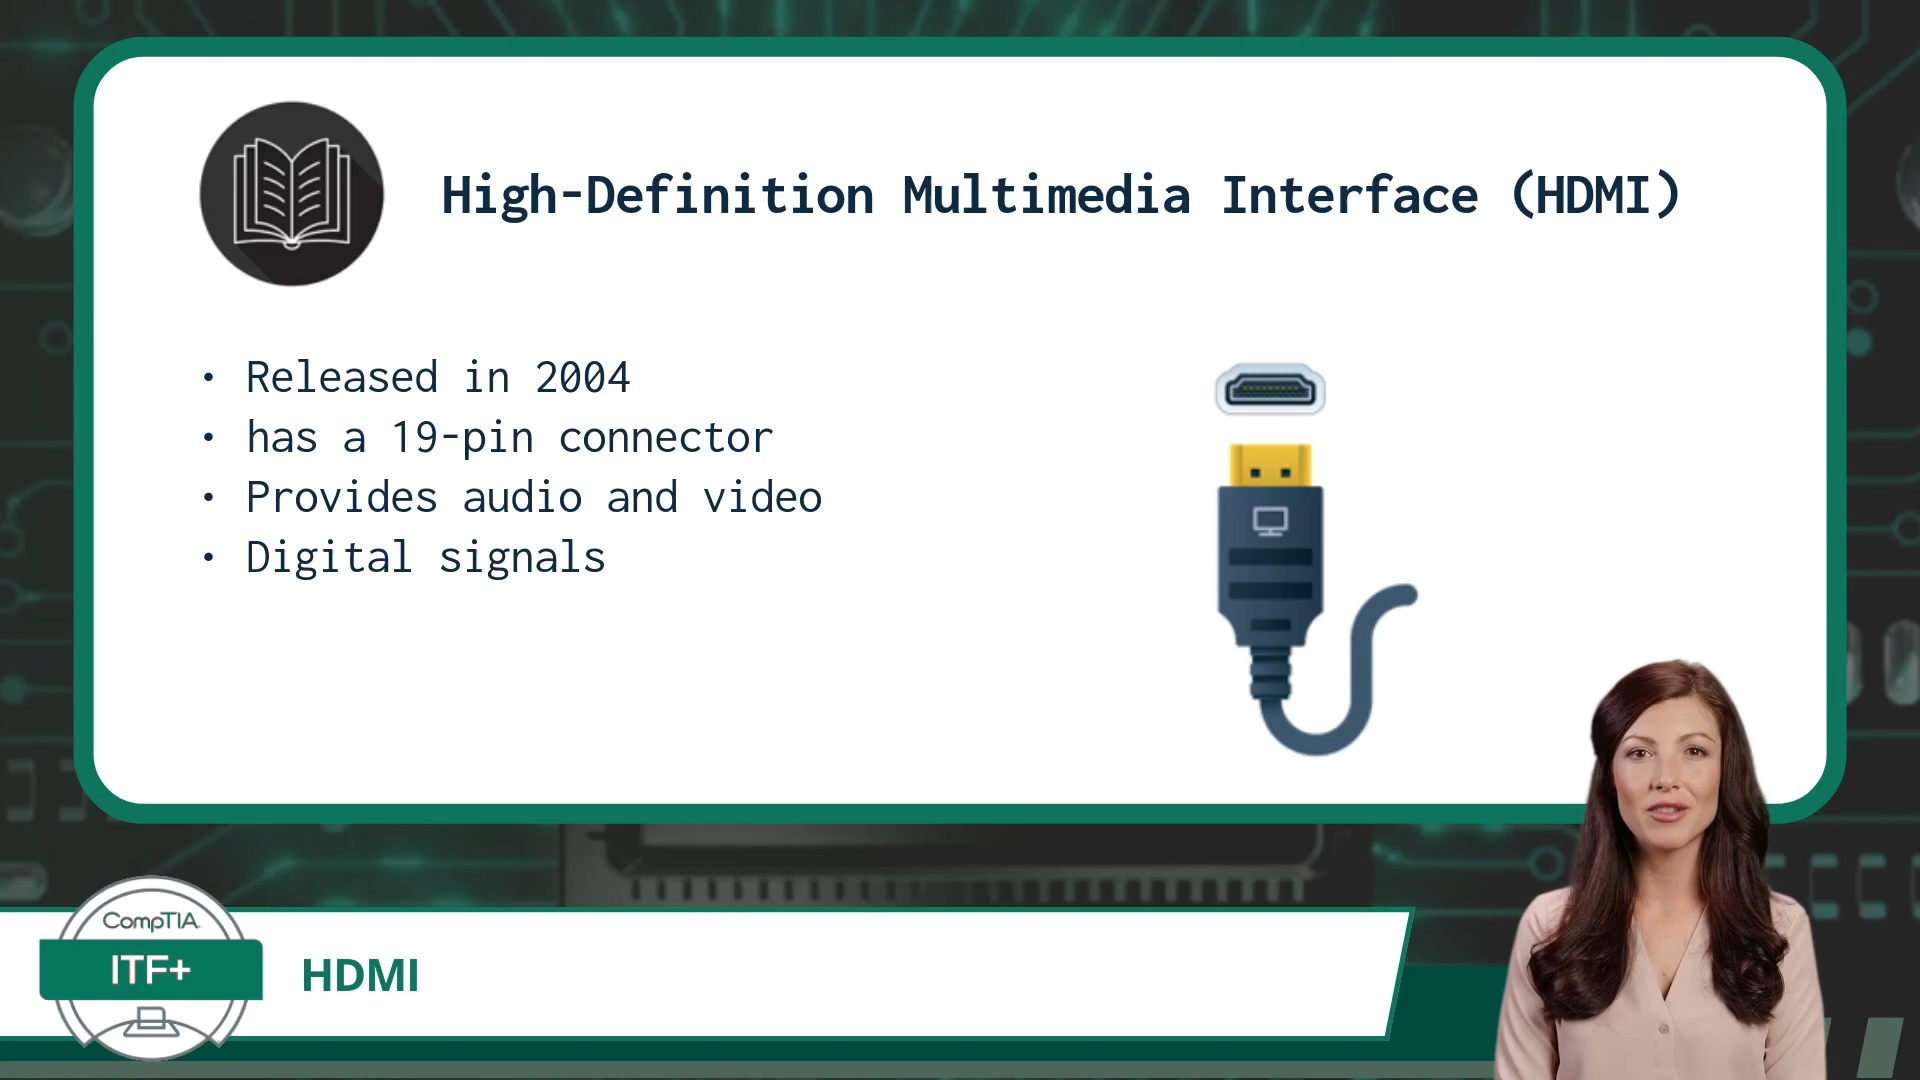 High-Definition Multimedia Interface (HDMI)
• Released in 2004
• has a 19-pin connector
• Provides audio and video
• Digital signals
CompTIA
ITF+
HDMI